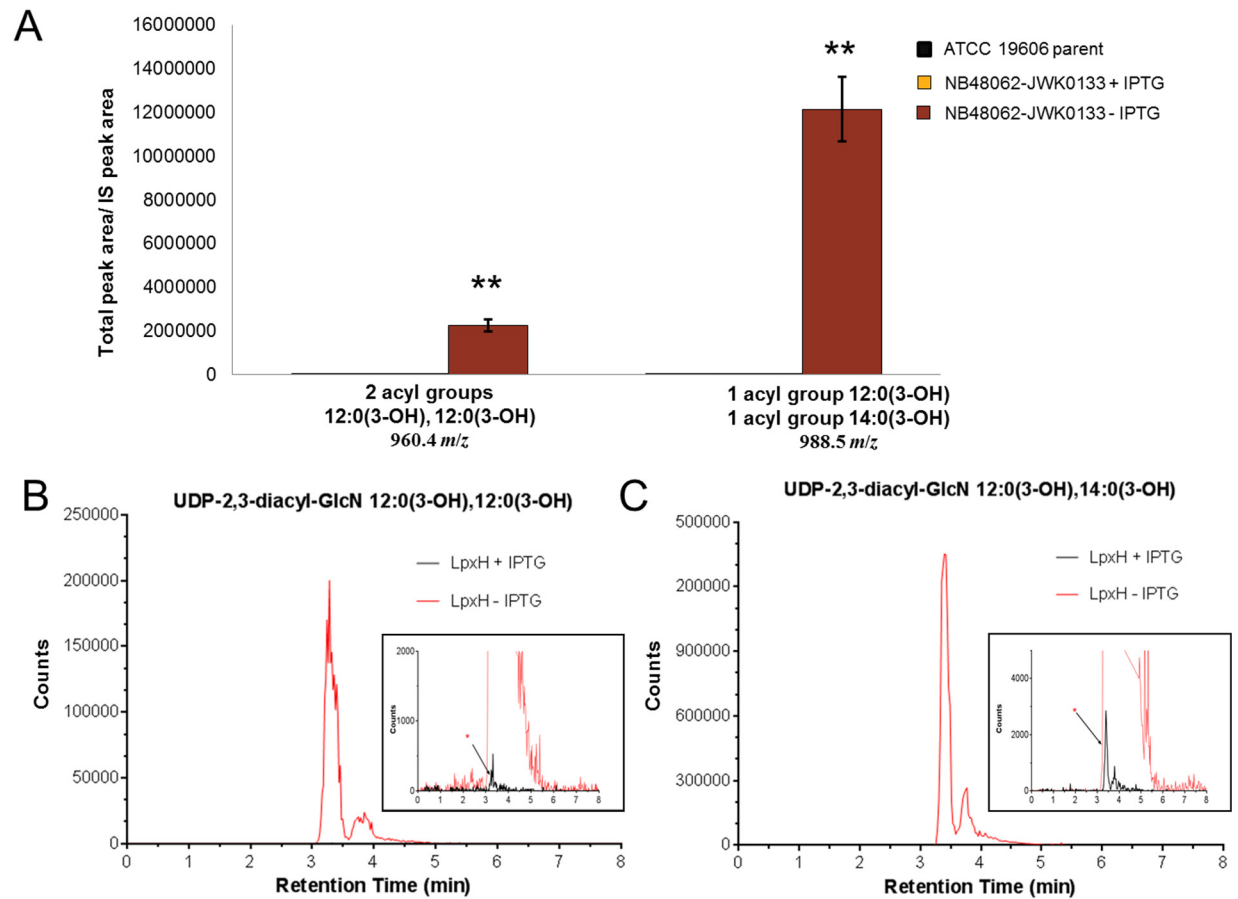 A
16000000
14000000
12000000
10000000
8000000
6000000
4000000
2000000
0
Total peak area/ IS peak area
**
**
ATCC 19606 parent
NB48062-JWK0133 + IPTG
NB48062-JWK0133 - IPTG
2 acyl groups
12:0(3-OH), 12:0(3-OH)
960.4 m/z
1 acyl group 12:0(3-OH)
1 acyl group 14:0(3-OH)
988.5 m/z
B
UDP-2,3-diacyl-GlcN 12:0(3-OH),12:0(3-OH)
250000
200000
150000
100000
50000
0
Counts
LpxH + IPTG
LpxH - IPTG
2000
1000
0
Counts
*
0 1 2 3 4 5 6 7 8
0 1 2 3 4 5 6 7 8
Retention Time (min)
C
UDP-2,3-diacyl-GlcN 12:0(3-OH),14:0(3-OH)
500000
200000
900000
600000
300000
0
Counts
LpxH + IPTG
LpxH - IPTG
4000
2000
0
Counts
*
0 1 2 3 4 5 6 7 8
0 1 2 3 4 5 6 7 8
Retention Time (min)